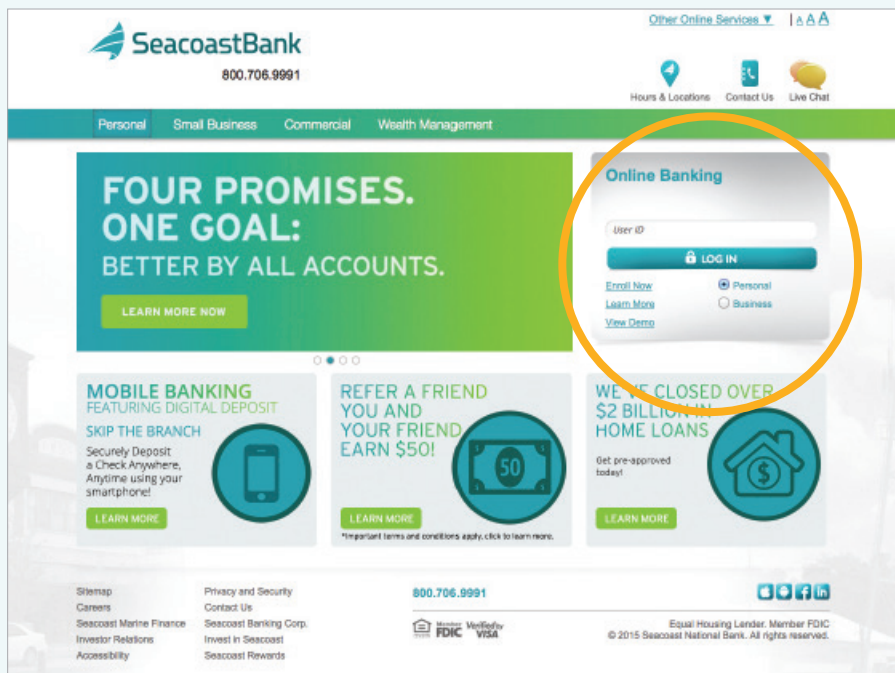 Other Online Services ▼ | A A A
SeacoastBank
800.706.9991
Hours & Locations Contact Us Live Chat
Personal Small Business Commercial Wealth Management
FOUR PROMISES.
ONE GOAL:
BETTER BY ALL ACCOUNTS.
LEARN MORE NOW
Online Banking
User ID
LOG IN
Enroll Now Personal
Learn More Business
View Demo
MOBILE BANKING
FEATURING DIGITAL DEPOSIT
SKIP THE BRANCH
Securely Deposit
a Check Anywhere,
Anytime using your
smartphone!
LEARN MORE
REFER A FRIEND
YOU AND
YOUR FRIEND
EARN $50!
50
LEARN MORE
*Important terms and conditions apply, click to learn more.
WE'VE CLOSED OVER
$2 BILLION IN
HOME LOANS
Get pre-approved
today!
$
LEARN MORE
Sitemap
Careers
Seacoast Marine Finance
Investor Relations
Accessibility
Privacy and Security
Contact Us
Seacoast Banking Corp.
Invest in Seacoast
Seacoast Rewards
800.706.9991
Member FDIC Verified by VISA
f in
Equal Housing Lender. Member FDIC
© 2015 Seacoast National Bank. All rights reserved.